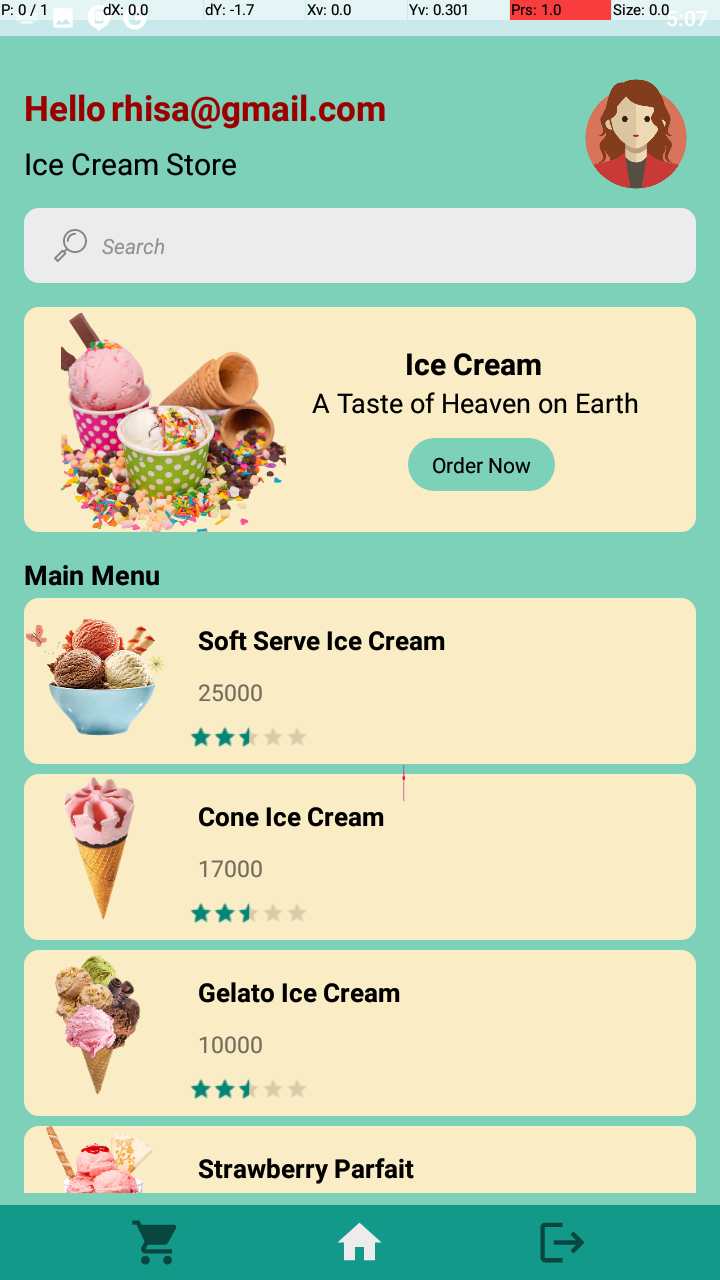 P: 0 / 1 dX: 0.0 dY: -1.7 Xv: 0.0 Yv: 0.301 Prs: 1.0 Size: 0.0
5:07
Hello rhisa@gmail.com
Ice Cream Store
Search
Ice Cream
A Taste of Heaven on Earth
Order Now
Main Menu
Soft Serve Ice Cream
25000
Cone Ice Cream
17000
Gelato Ice Cream
10000
Strawberry Parfait